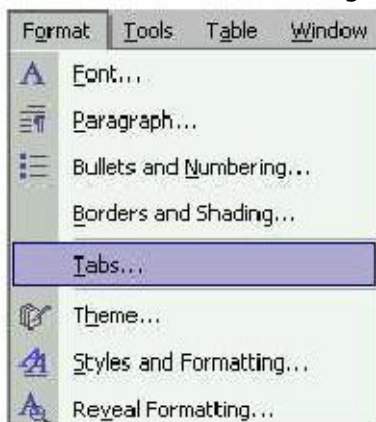 Format Tools Table Window
Font...
Paragraph...
Bullets and Numbering...
Borders and Shading...
Tabs...
Theme...
Styles and Formatting...
Reveal Formatting...